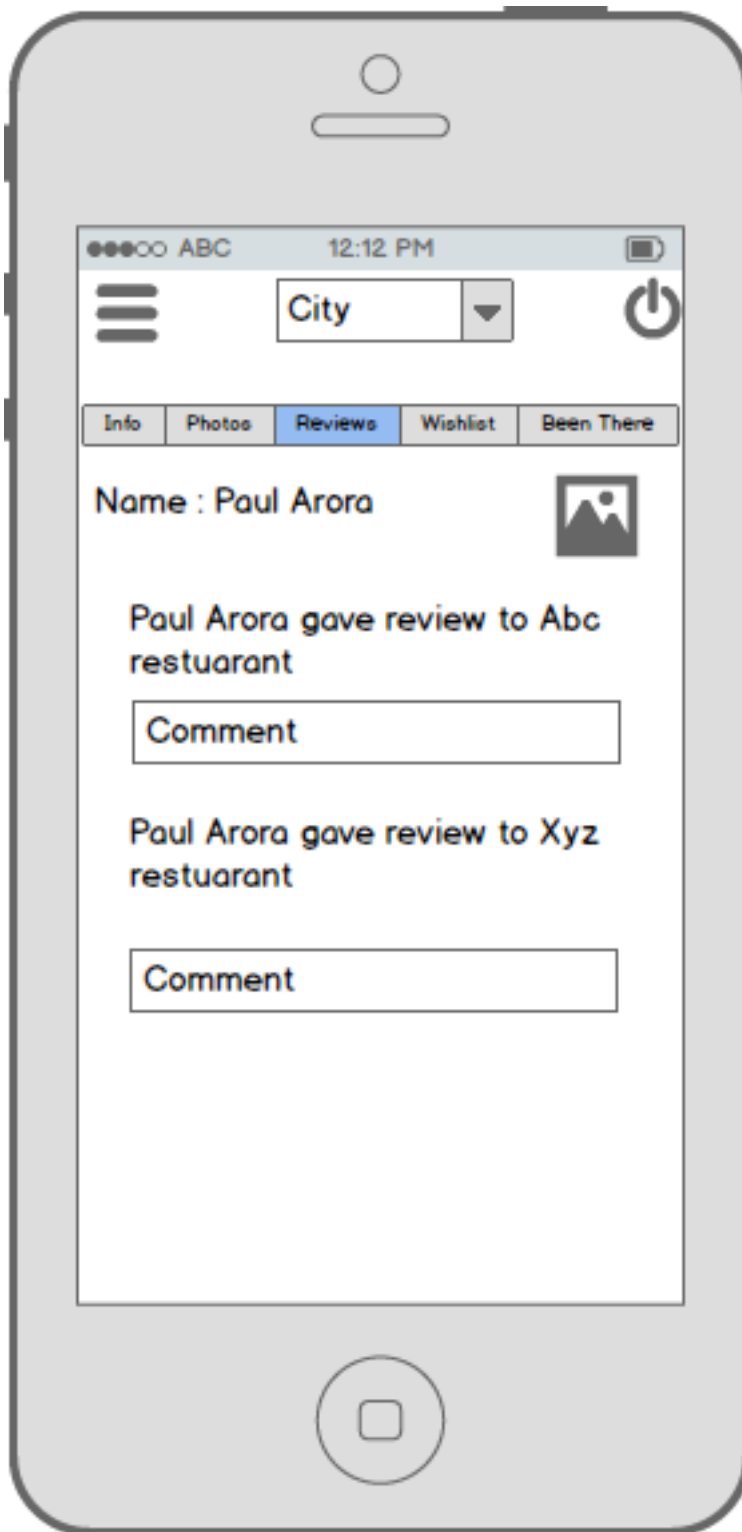 ABC 12:12 PM
City
Info Photos Reviews Wishlist Been There
Name : Paul Arora
Paul Arora gave review to Abc
restuarant
Comment
Paul Arora gave review to Xyz
restuarant
Comment